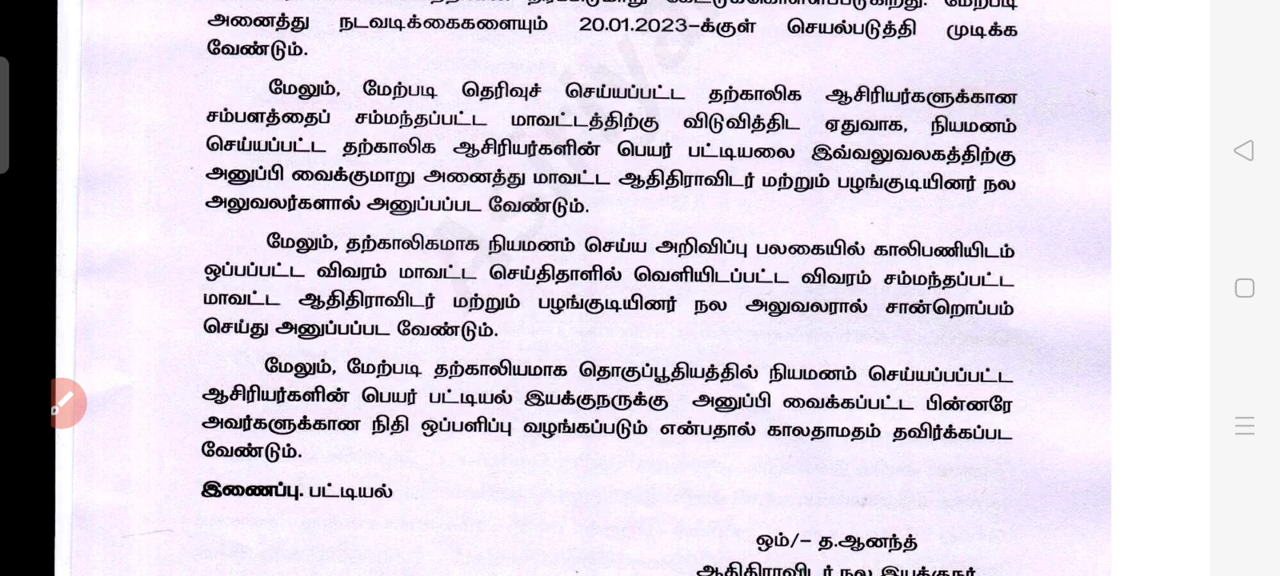 அனைத்து நடவடிக்கைகளையும் 20.01.2023-க்குள் செயல்படுத்தி முடிக்க
வேண்டும்.
மேலும், மேற்படி தெரிவுச் செய்யப்பட்ட தற்காலிக ஆசிரியர்களுக்கான
சம்பளத்தைப் சம்மந்தப்பட்ட மாவட்டத்திற்கு விடுவித்திட ஏதுவாக, நியமனம்
செய்யப்பட்ட தற்காலிக ஆசிரியர்களின் பெயர் பட்டியலை இவ்வலுவலகத்திற்கு
அனுப்பி வைக்குமாறு அனைத்து மாவட்ட ஆதிதிராவிடர் மற்றும் பழங்குடியினர் நல
அலுவலர்களால் அனுப்பப்பட வேண்டும்.
மேலும், தற்காலிகமாக நியமனம் செய்ய அறிவிப்பு பலகையில் காலிபணியிடம்
ஒப்பப்பட்ட விவரம் மாவட்ட செய்திதாளில் வெளியிடப்பட்ட விவரம் சம்மந்தப்பட்ட
மாவட்ட ஆதிதிராவிடர் மற்றும் பழங்குடியினர் நல அலுவலரால் சான்றொப்பம்
செய்து அனுப்பப்பட வேண்டும்.
மேலும், மேற்படி தற்காலியமாக தொகுப்பூதியத்தில் நியமனம் செய்யப்பப்பட்ட
ஆசிரியர்களின் பெயர் பட்டியல் இயக்குநருக்கு அனுப்பி வைக்கப்பட்ட பின்னரே
அவர்களுக்கான நிதி ஒப்பளிப்பு வழங்கப்படும் என்பதால் காலதாமதம் தவிர்க்கப்பட
வேண்டும்.
இணைப்பு. பட்டியல்
ஒம்/- த.ஆனந்த்
ஆதிதிராவிடர் நல இயக்குநர்